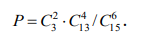 P = C_3^2 · C_{13}^4 / C_{15}^6.